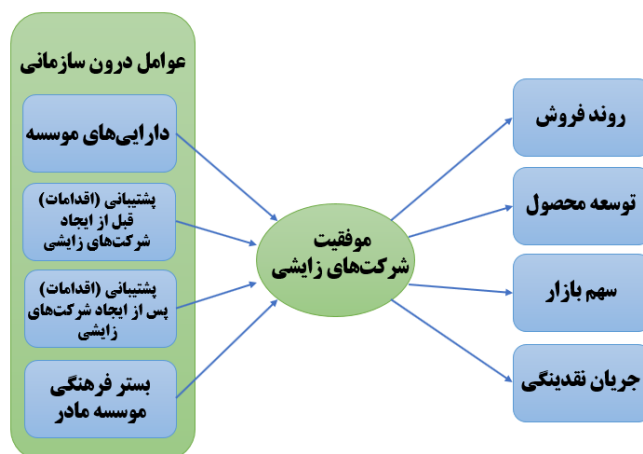 عوامل درون سازمانی
دارایی‌های موسسه
پشتیبانی (اقدامات)
قبل از ایجاد
شرکت‌های زایشی
پشتیبانی (اقدامات)
پس از ایجاد شرکت‌های
زایشی
بستر فرهنگی
موسسه مادر
موفقیت
شرکت‌های زایشی
روند فروش
توسعه محصول
سهم بازار
جریان نقدینگی